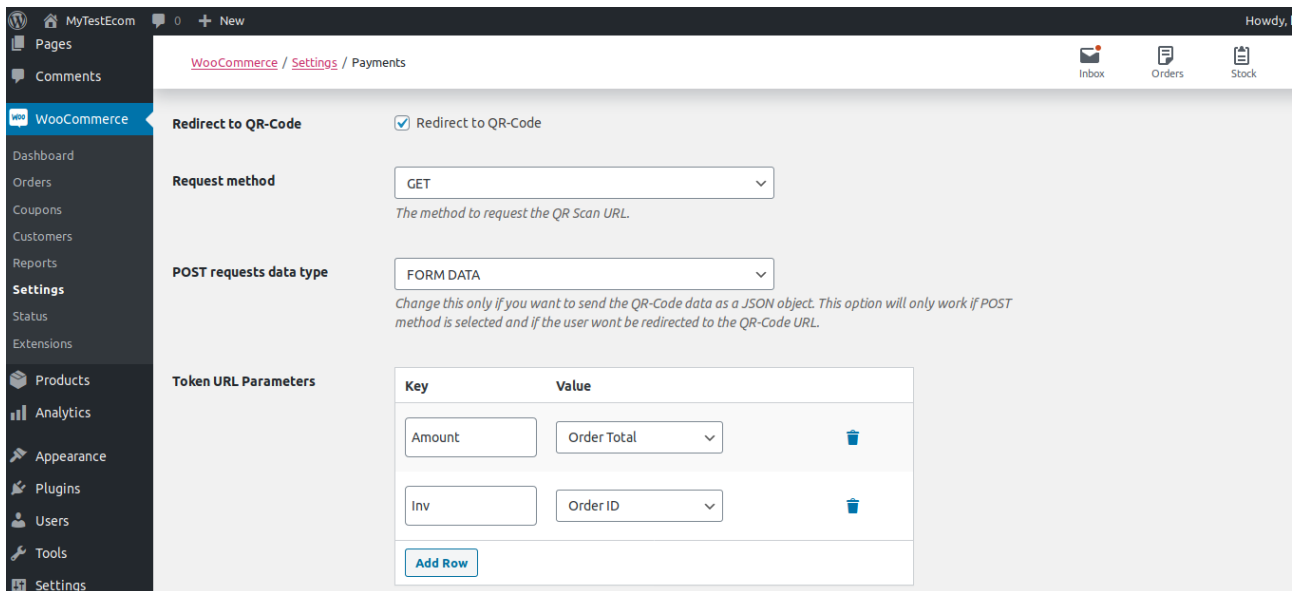 MyTestEcom 0 + New Howdy,
Pages
Comments
WooCommerce
Dashboard
Orders
Coupons
Customers
Reports
Settings
Status
Extensions
Products
Analytics
Appearance
Plugins
Users
Tools
Settings
WooCommerce / Settings / Payments
Inbox
Orders
Stock
Redirect to QR-Code
Redirect to QR-Code
Request method
GET
The method to request the QR Scan URL.
POST requests data type
FORM DATA
Change this only if you want to send the QR-Code data as a JSON object. This option will only work if POST
method is selected and if the user wont be redirected to the QR-Code URL.
Token URL Parameters
Key Value
Amount Order Total
Inv Order ID
Add Row